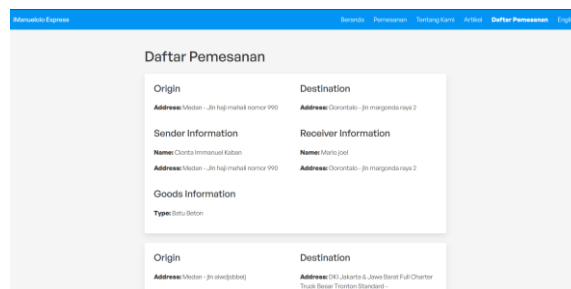 iManuelolo Express
Beranda Pemesanan Tentang Kami Artikel Daftar Pemesanan Engli
Daftar Pemesanan
Origin
Destination
Address: Medan - Jln haji mahali nomor 990
Address: Gorontalo - jln margonda raya 2
Sender Information
Receiver Information
Name: Cionta Immanuel Kaban
Name: Mario joel
Address: Medan - Jln haji mahali nomor 990
Address: Gorontalo - jln margonda raya 2
Goods Information
Type: Batu Beton
Origin
Destination
Address: Medan -
Address: DKI Jakarta & Jawa Barat Full Charter
Truck Besar Tronton Standard -